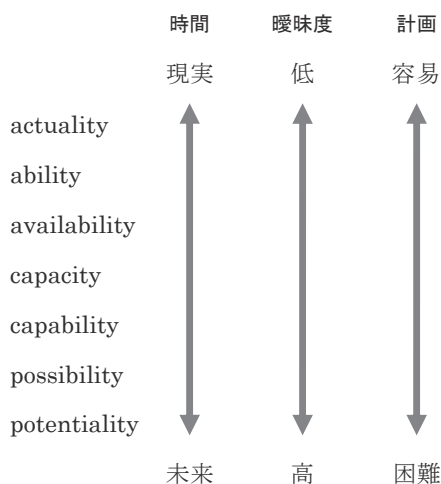 時間 曖昧度 計画
現実 低 容易
actuality
ability
availability
capacity
capability
possibility
potentiality
未来 高 困難